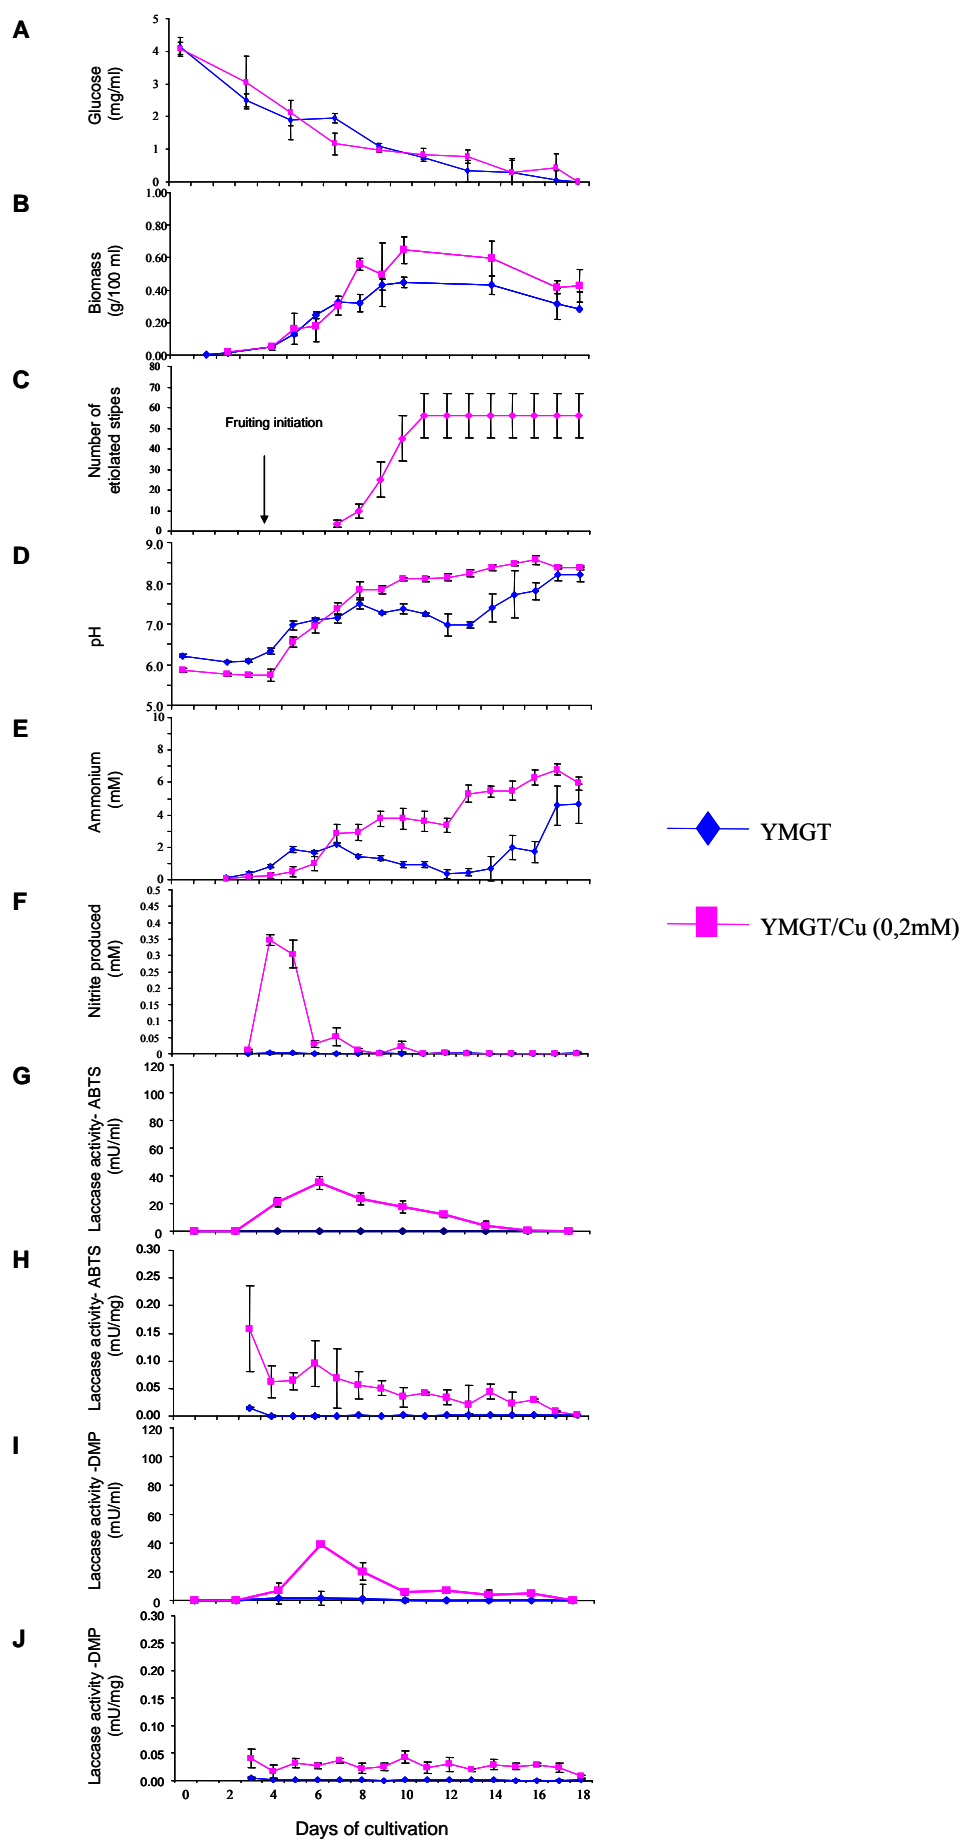 A
Glucose
(mg/ml)
5
4
3
2
1
0
B
Biomass
(g/100 ml)
1.00
0.80
0.60
0.40
0.20
0.00
C
Number of
etiolated stipes
80
70
60
50
40
30
20
10
0
Fruiting initiation
D
pH
9.0
8.0
7.0
6.0
5.0
E
Ammonium
(mM)
10
8
6
4
2
0
YMGT
YMGT/Cu (0,2mM)
F
Nitrite produced
(mM)
0.5
0.45
0.4
0.35
0.3
0.25
0.2
0.15
0.1
0.05
0
G
Laccase activity- ABTS
(mU/ml)
120
100
80
60
40
20
0
H
Laccase activity- ABTS
(mU/mg)
0.30
0.25
0.20
0.15
0.10
0.05
0.00
I
Laccase activity -DMP
(mU/ml)
120
100
80
60
40
20
0
J
Laccase activity -DMP
(mU/mg)
0.30
0.25
0.20
0.15
0.10
0.05
0.00
0 2 4 6 8 10 12 14 16 18
Days of cultivation